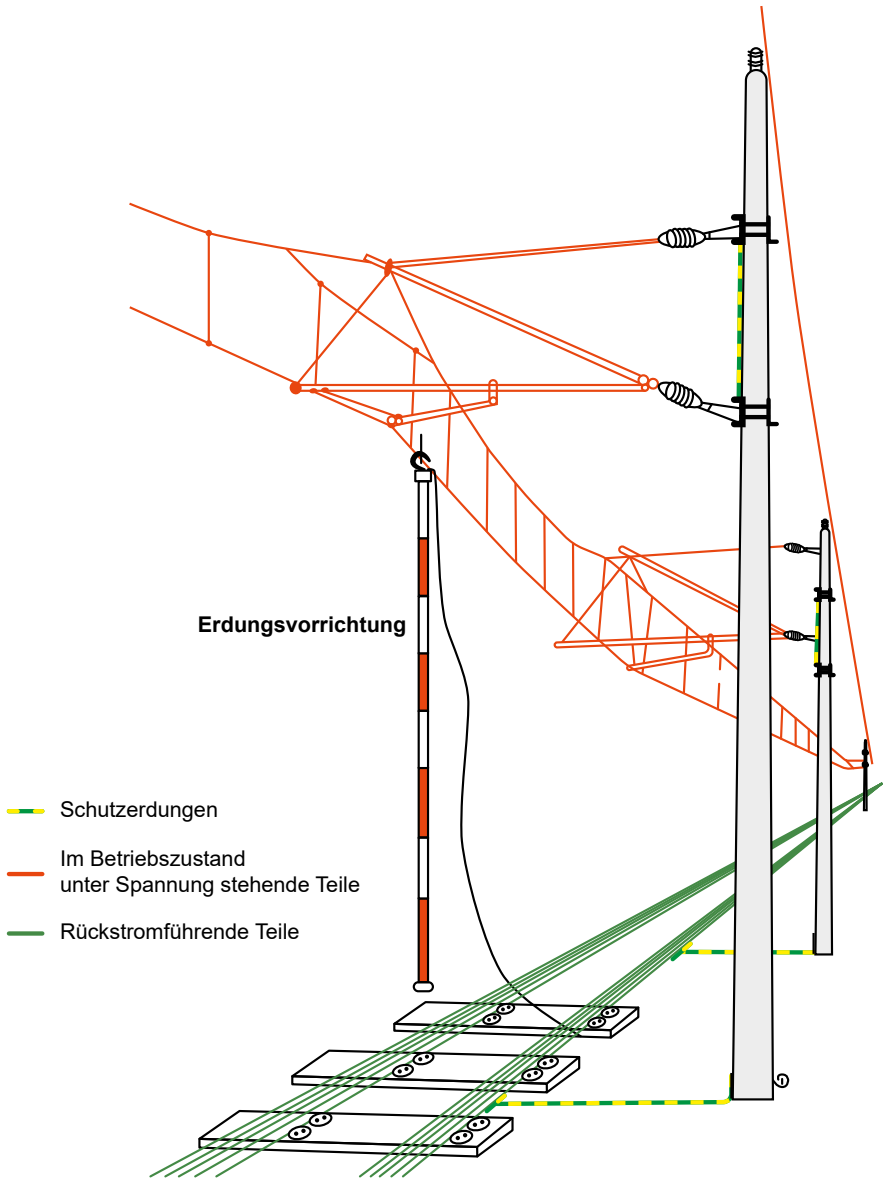 Erdungsvorrichtung
Schutzerdungen
Im Betriebszustand
unter Spannung stehende Teile
Rückstromführende Teile